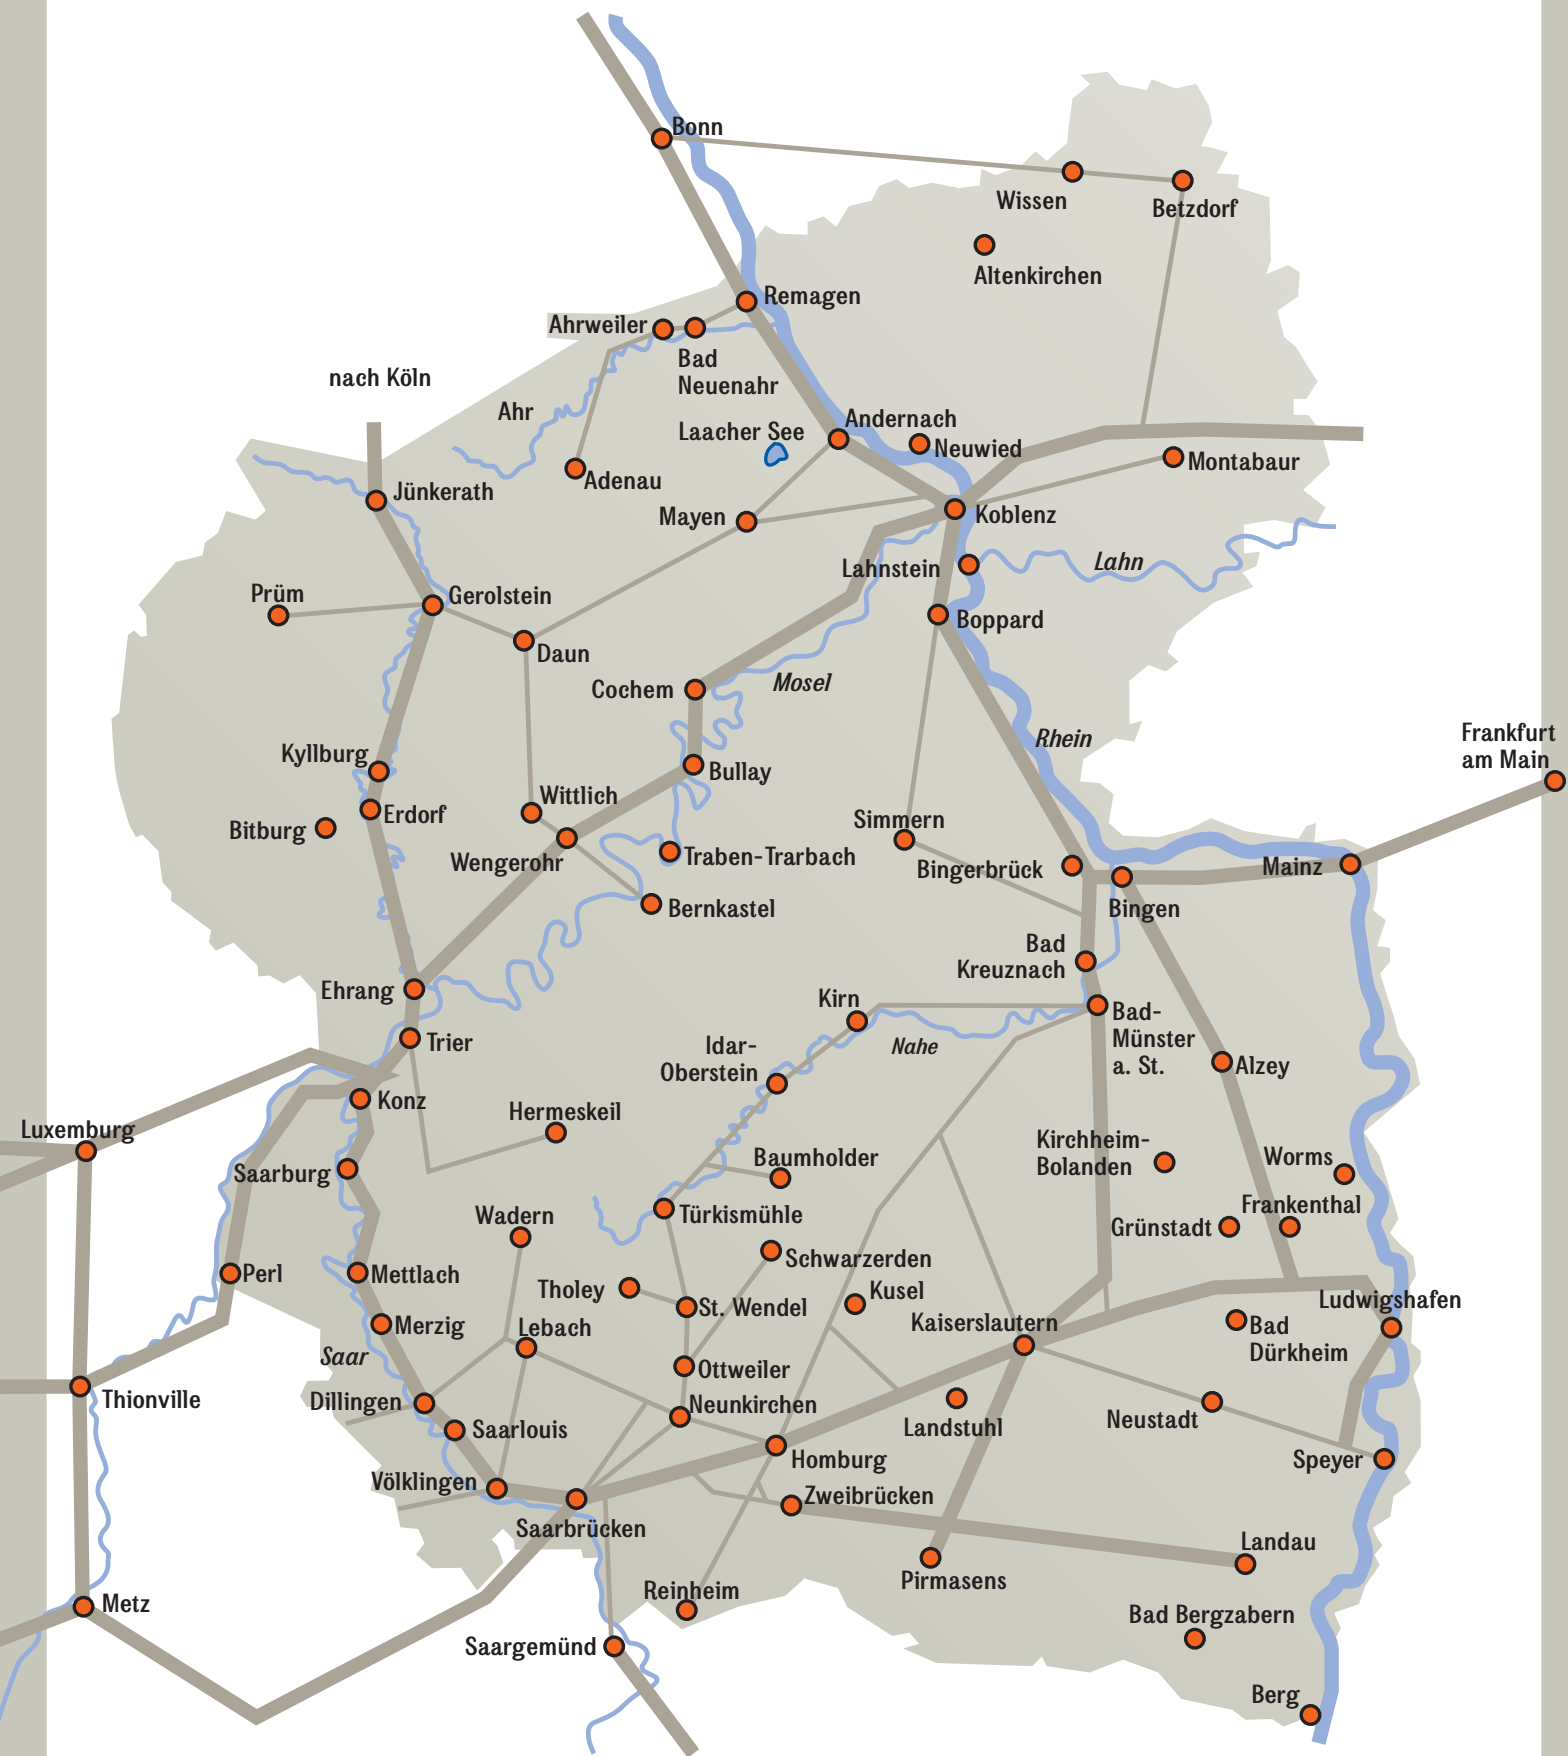 Bonn
Wissen
Betzdorf
Altenkirchen
Remagen
Ahrweiler
Bad
Neuenahr
nach Köln
Ahr
Laacher See
Andernach
Neuwied
Montabaur
Adenau
Jünkerath
Mayen
Koblenz
Lahnstein
Lahn
Prüm
Gerolstein
Boppard
Daun
Cochem
Mosel
Rhein
Frankfurt
am Main
Kyllburg
Bullay
Erdorf
Wittlich
Bitburg
Simmern
Wengerohr
Traben-Trarbach
Bingerbrück
Mainz
Bernkastel
Bingen
Bad
Kreuznach
Ehrang
Kirn
Bad-
Münster
a. St.
Trier
Nahe
Idar-
Oberstein
Alzey
Konz
Hermeskeil
Luxemburg
Kirchheim-
Bolanden
Worms
Saarburg
Baumholder
Wadern
Türkismühle
Frankenthal
Grünstadt
Schwarzerden
Perl
Mettlach
Tholey
Kusel
St. Wendel
Ludwigshafen
Merzig
Lebach
Kaiserslautern
Bad
Dürkheim
Saar
Ottweiler
Thionville
Dillingen
Neunkirchen
Landstuhl
Neustadt
Saarlouis
Homburg
Speyer
Völklingen
Zweibrücken
Saarbrücken
Landau
Pirmasens
Reinheim
Metz
Bad Bergzabern
Saargemünd
Berg